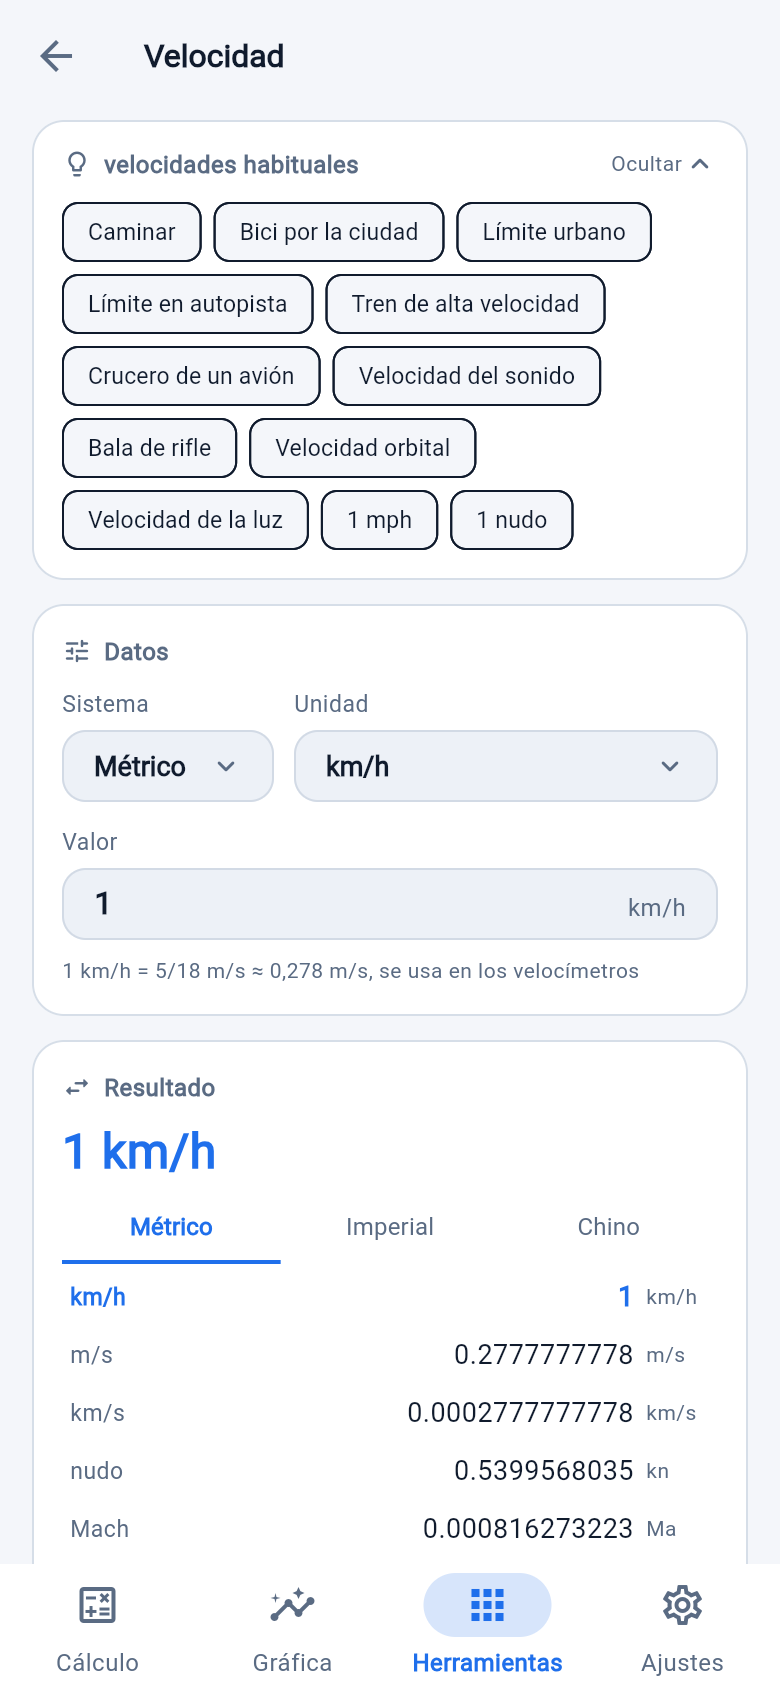 Velocidad
velocidades habituales Ocultar
Caminar Bici por la ciudad Límite urbano
Límite en autopista Tren de alta velocidad
Crucero de un avión Velocidad del sonido
Bala de rifle Velocidad orbital
Velocidad de la luz 1 mph 1 nudo
Datos
Sistema Unidad
Métrico km/h
Valor
1 km/h
1 km/h = 5/18 m/s ≈ 0,278 m/s, se usa en los velocímetros
Resultado
1 km/h
Métrico Imperial Chino
km/h 1 km/h
m/s 0.2777777778 m/s
km/s 0.0002777777778 km/s
nudo 0.5399568035 kn
Mach 0.000816273223 Ma
Cálculo Gráfica Herramientas Ajustes